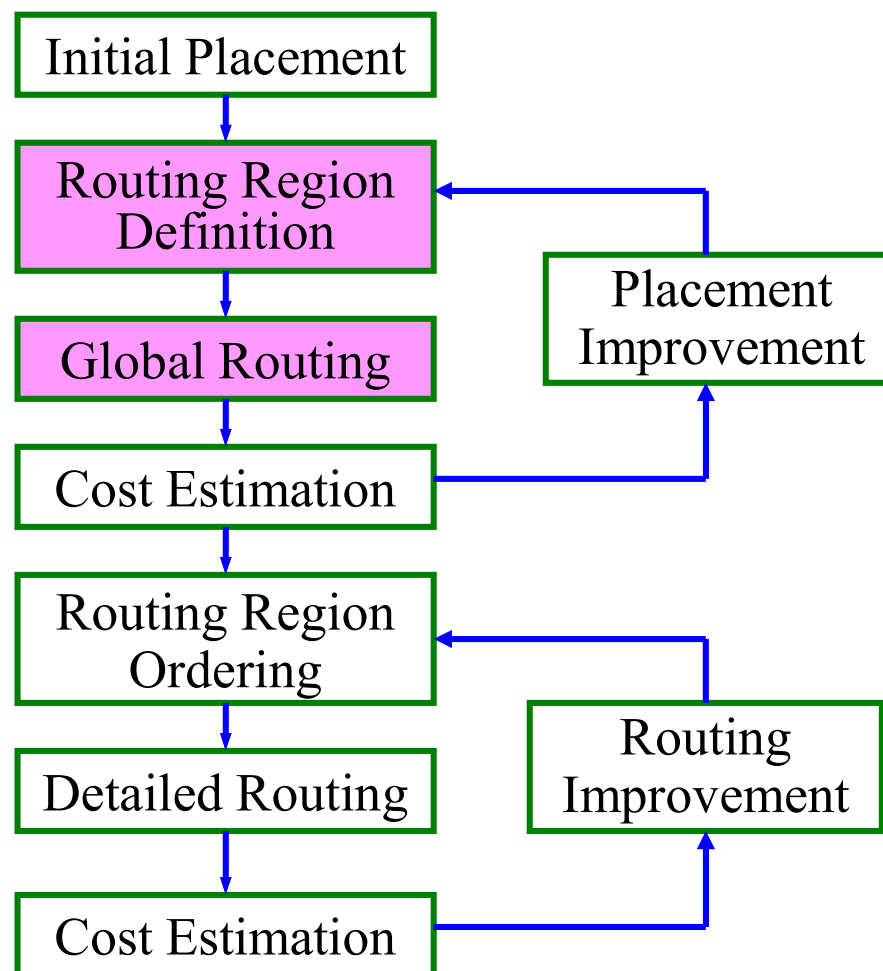 Initial Placement
Routing Region
Definition
Placement
Improvement
Global Routing
Cost Estimation
Routing Region
Ordering
Routing
Improvement
Detailed Routing
Cost Estimation